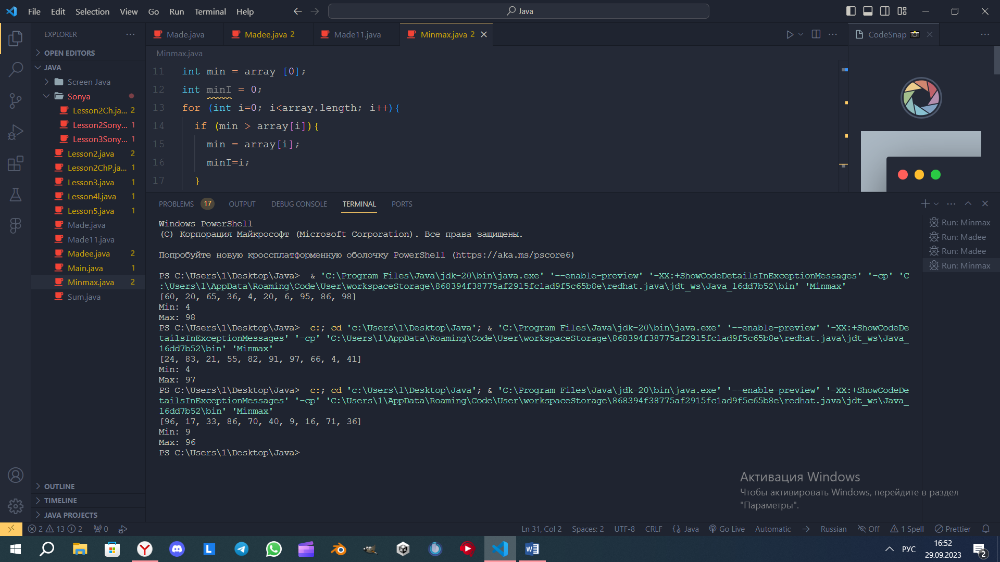 File Edit Selection View Go Run Terminal Help
Java
EXPLORER
OPEN EDITORS
JAVA
Screen Java
Sonya
Lesson2Ch.ja... 2
Lesson2Sony... 1
Lesson3Sony... 1
Lesson2.java 2
Lesson2ChP.ja... 1
Lesson3.java 1
Lesson4l.java 1
Lesson5.java 1
Made.java
Made11.java
Madee.java 2
Main.java 1
Minmax.java 2
Sum.java
OUTLINE
TIMELINE
JAVA PROJECTS
Made.java
Madee.java 2
Made11.java
Minmax.java 2
CodeSnap
Minmax.java
11 int min = array [0];
12 int minI = 0;
13 for (int i=0; i<array.length; i++){
14 if (min > array[i]){
15 min = array[i];
16 minI=i;
17 }
PROBLEMS 17 OUTPUT DEBUG CONSOLE TERMINAL PORTS
Windows PowerShell
(C) Корпорация Майкрософт (Microsoft Corporation). Все права защищены.
Попробуйте новую кроссплатформенную оболочку PowerShell (https://aka.ms/pscore6)
PS C:\Users\1\Desktop\Java>  & 'C:\Program Files\Java\jdk-20\bin\java.exe' '--enable-preview' '-XX:+ShowCodeDetailsInExceptionMessages' '-cp' 'C
:\Users\1\AppData\Roaming\Code\User\workspaceStorage\868394f38775af2915fc1ad9f5c65b8e\redhat.java\jdt_ws\Java_16dd7b52\bin' 'Minmax'
[60, 20, 65, 36, 4, 20, 6, 95, 86, 98]
Min: 4
Max: 98
PS C:\Users\1\Desktop\Java>  c:; cd 'c:\Users\1\Desktop\Java'; & 'C:\Program Files\Java\jdk-20\bin\java.exe' '--enable-preview' '-XX:+ShowCodeDe
tailsInExceptionMessages' '-cp' 'C:\Users\1\AppData\Roaming\Code\User\workspaceStorage\868394f38775af2915fc1ad9f5c65b8e\redhat.java\jdt_ws\Java_
16dd7b52\bin' 'Minmax'
[24, 83, 21, 55, 82, 91, 97, 66, 4, 41]
Min: 4
Max: 97
PS C:\Users\1\Desktop\Java>  c:; cd 'c:\Users\1\Desktop\Java'; & 'C:\Program Files\Java\jdk-20\bin\java.exe' '--enable-preview' '-XX:+ShowCodeDe
tailsInExceptionMessages' '-cp' 'C:\Users\1\AppData\Roaming\Code\User\workspaceStorage\868394f38775af2915fc1ad9f5c65b8e\redhat.java\jdt_ws\Java_
16dd7b52\bin' 'Minmax'
[96, 17, 33, 86, 70, 40, 9, 16, 71, 36]
Min: 9
Max: 96
PS C:\Users\1\Desktop\Java>
Run: Minmax
Run: Madee
Run: Madee
Run: Minmax
Активация Windows
Чтобы активировать Windows, перейдите в раздел
"Параметры".
2 13 2 0
Ln 31, Col 2 Spaces: 2 UTF-8 CRLF Java Go Live Automatic Russian Off 1 Spell Prettier
РУС
16:52
29.09.2023
2